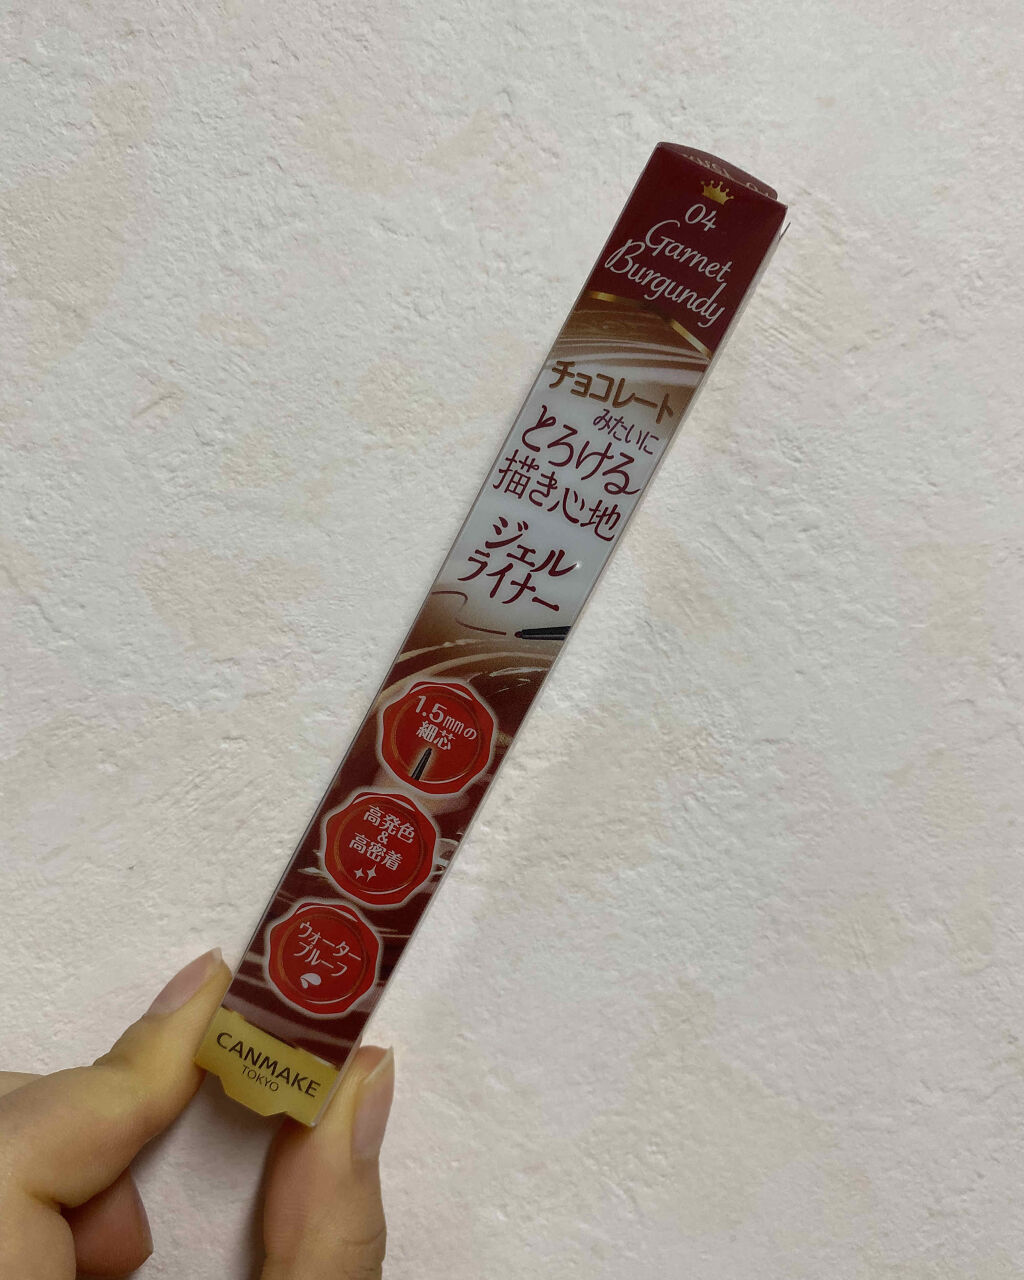 04
Garnet
Burgundy
チョコレート
みたいに
とろける
描き心地
ジェル
ライナー
1.5mmの
細芯
高発色
&
高密着
ウォーター
プルーフ
CANMAKE
TOKYO